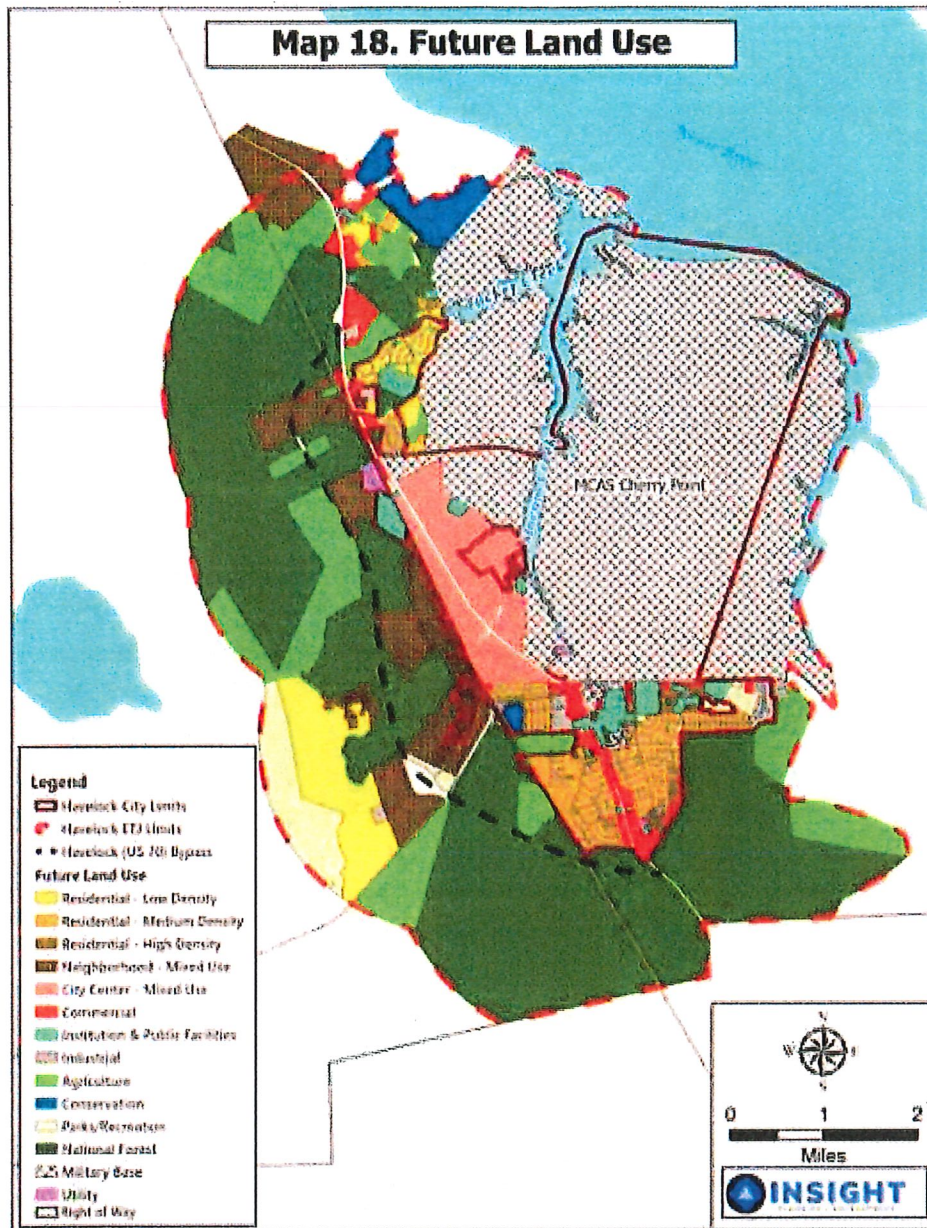 Map 18. Future Land Use
MCAS Cherry Point
Legend
Havelock City Limits
Havelock ETJ Limits
Havelock (US 70) Bypass
Future Land Use
Residential - Low Density
Residential - Medium Density
Residential - High Density
Neighborhood - Mixed Use
City Center - Mixed Use
Commercial
Institution & Public Facilities
Industrial
Agriculture
Conservation
Parks/Recreation
National Forest
Military Base
Utility
Right of Way
N
W E
S
0 1 2
Miles
INSIGHT